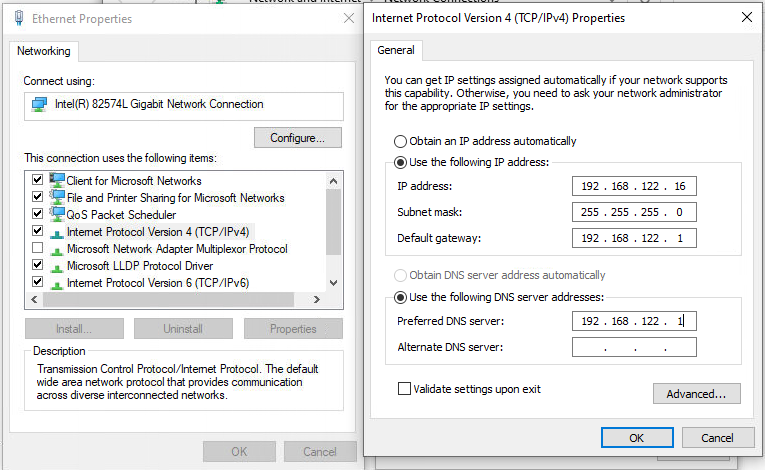 Network and Internet
Network Connections
Ethernet Properties
Networking
Connect using:
Intel(R) 82574L Gigabit Network Connection
Configure...
This connection uses the following items:
Client for Microsoft Networks
File and Printer Sharing for Microsoft Networks
QoS Packet Scheduler
Internet Protocol Version 4 (TCP/IPv4)
Microsoft Network Adapter Multiplexor Protocol
Microsoft LLDP Protocol Driver
Internet Protocol Version 6 (TCP/IPv6)
Install...
Uninstall
Properties
Description
Transmission Control Protocol/Internet Protocol. The default
wide area network protocol that provides communication
across diverse interconnected networks.
OK
Cancel
Internet Protocol Version 4 (TCP/IPv4) Properties
General
You can get IP settings assigned automatically if your network supports
this capability. Otherwise, you need to ask your network administrator
for the appropriate IP settings.
Obtain an IP address automatically
Use the following IP address:
IP address: 192 . 168 . 122 . 16
Subnet mask: 255 . 255 . 255 . 0
Default gateway: 192 . 168 . 122 . 1
Obtain DNS server address automatically
Use the following DNS server addresses:
Preferred DNS server: 192 . 168 . 122 . 1
Alternate DNS server: . . .
Validate settings upon exit
Advanced...
OK
Cancel